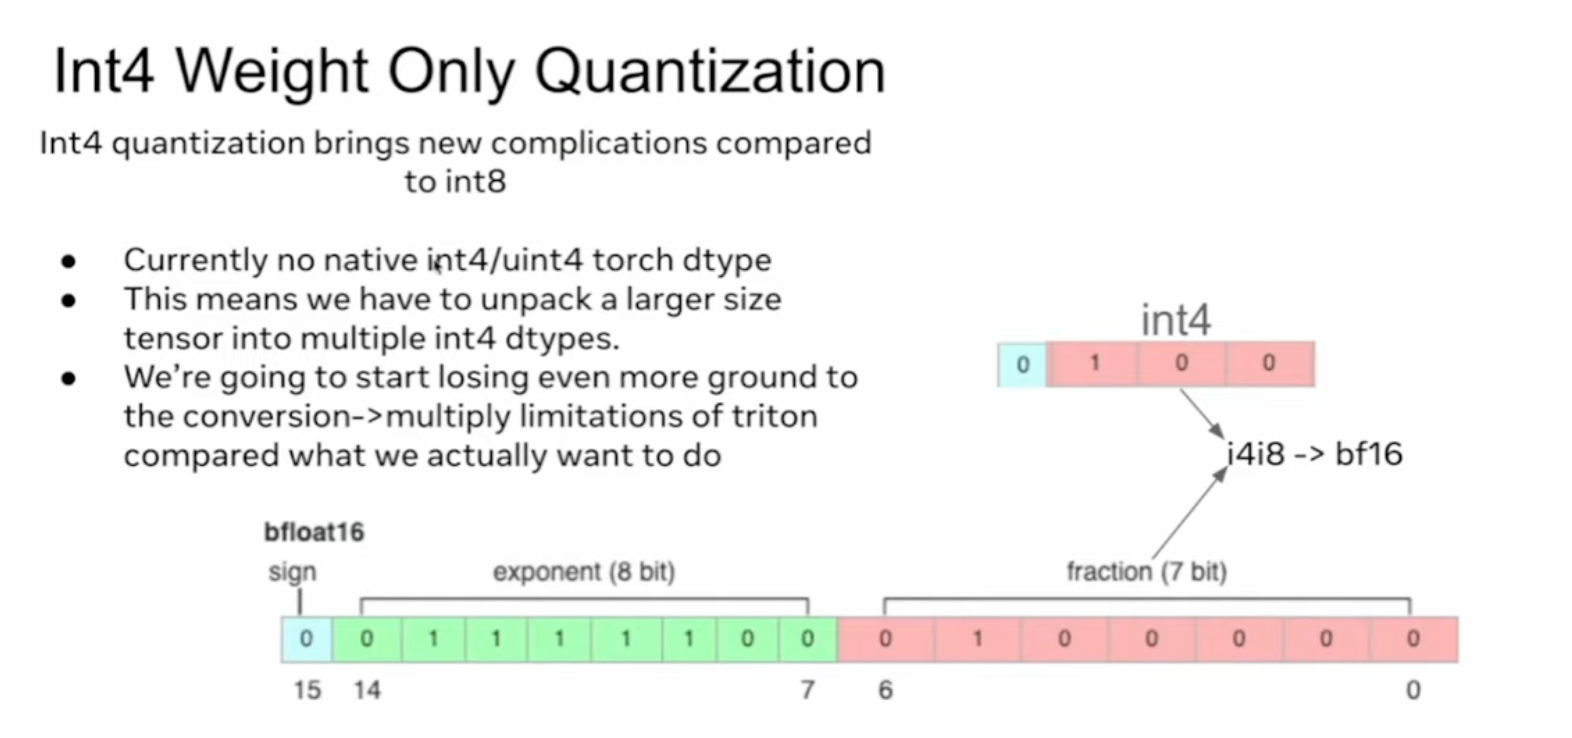 Int4 Weight Only Quantization
Int4 quantization brings new complications compared
to int8
● Currently no native int4/uint4 torch dtype
● This means we have to unpack a larger size
tensor into multiple int4 dtypes.
● We're going to start losing even more ground to
the conversion->multiply limitations of triton
compared what we actually want to do
int4
0 1 0 0
i4i8 -> bf16
bfloat16
sign exponent (8 bit) fraction (7 bit)
0 0 1 1 1 1 1 0 0 0 1 0 0 0 0 0
15 14 7 6 0